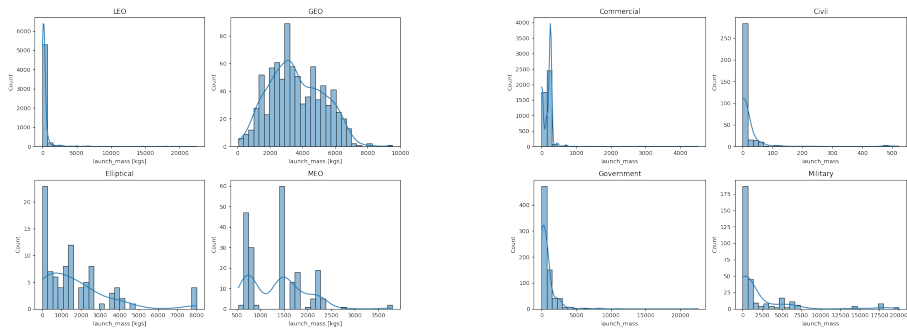 LEO
GEO
Commercial
Civil
6000
5000
4000
3000
2000
1000
0
Count
0 5000 10000 15000 20000
launch_mass [kgs]
80
60
40
20
0
Count
0 2000 4000 6000 8000 10000
launch_mass [kgs]
4000
3500
3000
2500
2000
1500
1000
500
0
Count
0 1000 2000 3000 4000
launch_mass
250
200
150
100
50
0
Count
0 100 200 300 400 500
launch_mass
Elliptical
MEO
Government
Military
20
15
10
5
0
Count
0 1000 2000 3000 4000 5000 6000 7000 8000
launch_mass [kgs]
60
50
40
30
20
10
0
Count
500 1000 1500 2000 2500 3000 3500
launch_mass [kgs]
400
300
200
100
0
Count
0 5000 10000 15000 20000
launch_mass
175
150
125
100
75
50
25
0
Count
0 2500 5000 7500 10000 12500 15000 17500 20000
launch_mass